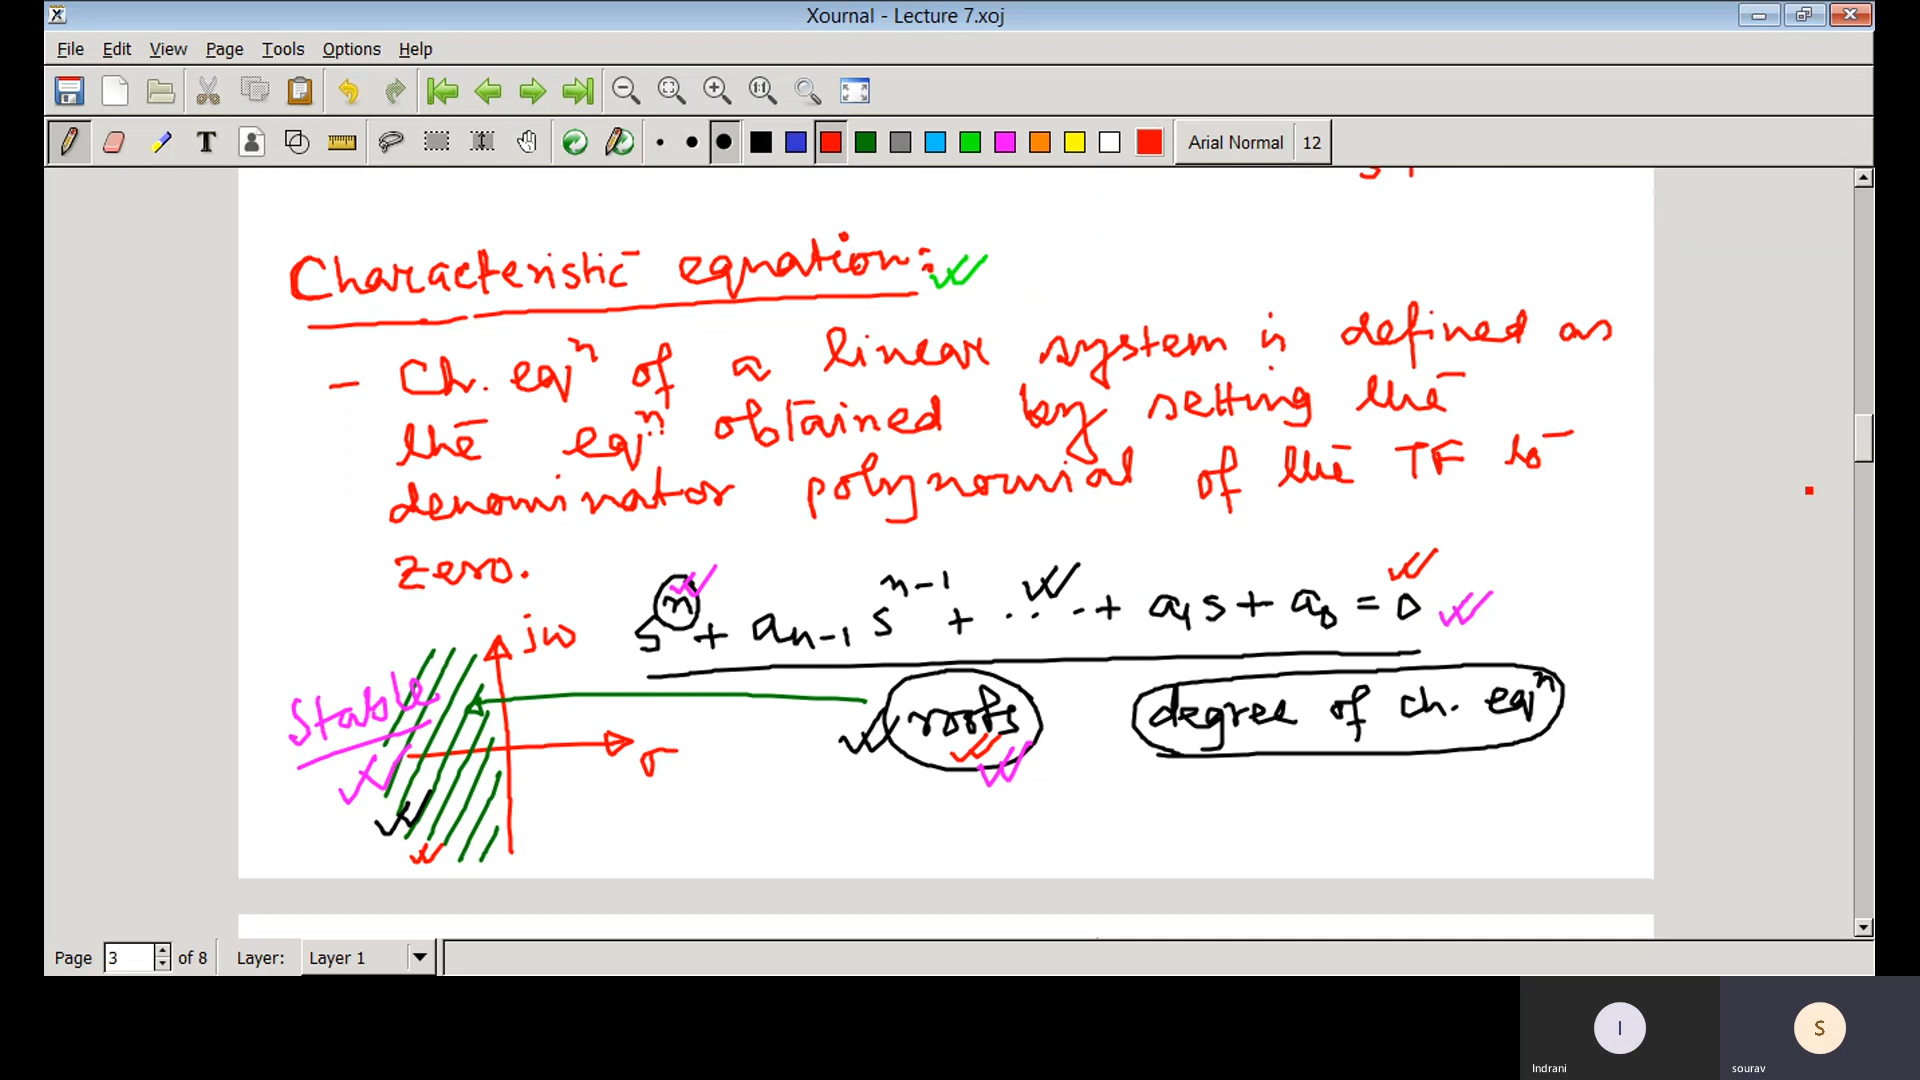 Xournal - Lecture 7.xoj
File Edit View Page Tools Options Help
T Arial Normal 12
Characteristic equation:
- Ch. eqⁿ of a linear system is defined as
the eqⁿ obtained by setting the
denominator polynomial of the TF to
zero.
sⁿ + aₙ₋₁ sⁿ⁻¹ + ..... + a₁s + a₀ = 0
jω
Stable
roots
degree of ch. eqⁿ
σ
Page 3 of 8 Layer: Layer 1
I S
Indrani sourav